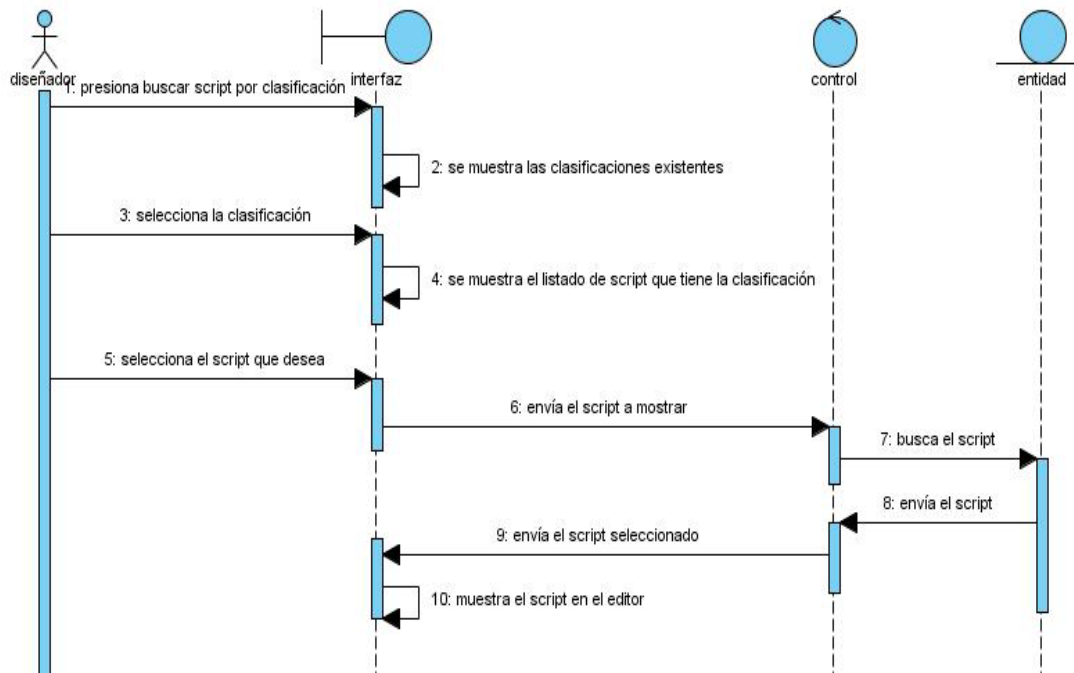 diseñador
interfaz
control
entidad
1: presiona buscar script por clasificación
2: se muestra las clasificaciones existentes
3: selecciona la clasificación
4: se muestra el listado de script que tiene la clasificación
5: selecciona el script que desea
6: envía el script a mostrar
7: busca el script
8: envía el script
9: envía el script seleccionado
10: muestra el script en el editor